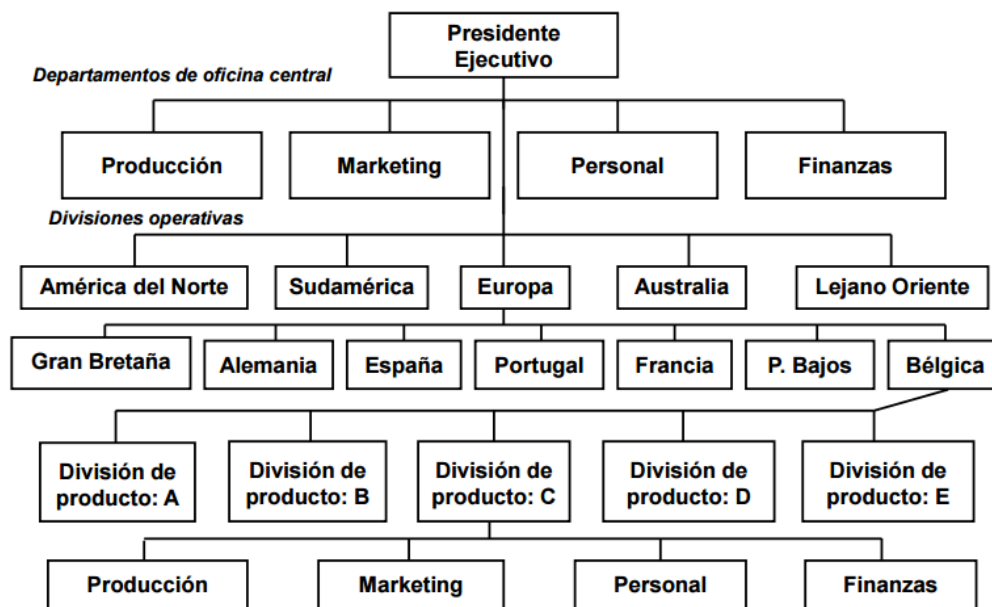 Presidente
Ejecutivo
Departamentos de oficina central
Producción
Marketing
Personal
Finanzas
Divisiones operativas
América del Norte
Sudamérica
Europa
Australia
Lejano Oriente
Gran Bretaña
Alemania
España
Portugal
Francia
P. Bajos
Bélgica
División de
producto: A
División de
producto: B
División de
producto: C
División de
producto: D
División de
producto: E
Producción
Marketing
Personal
Finanzas